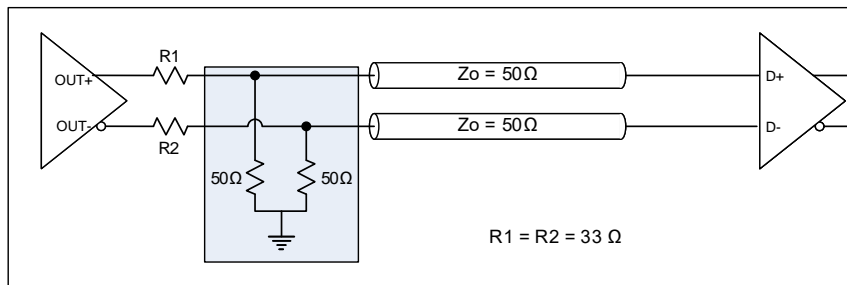 R1
OUT+
Zo = 50Ω
D+
OUT-
Zo = 50Ω
D-
R2
50Ω
50Ω
R1 = R2 = 33 Ω